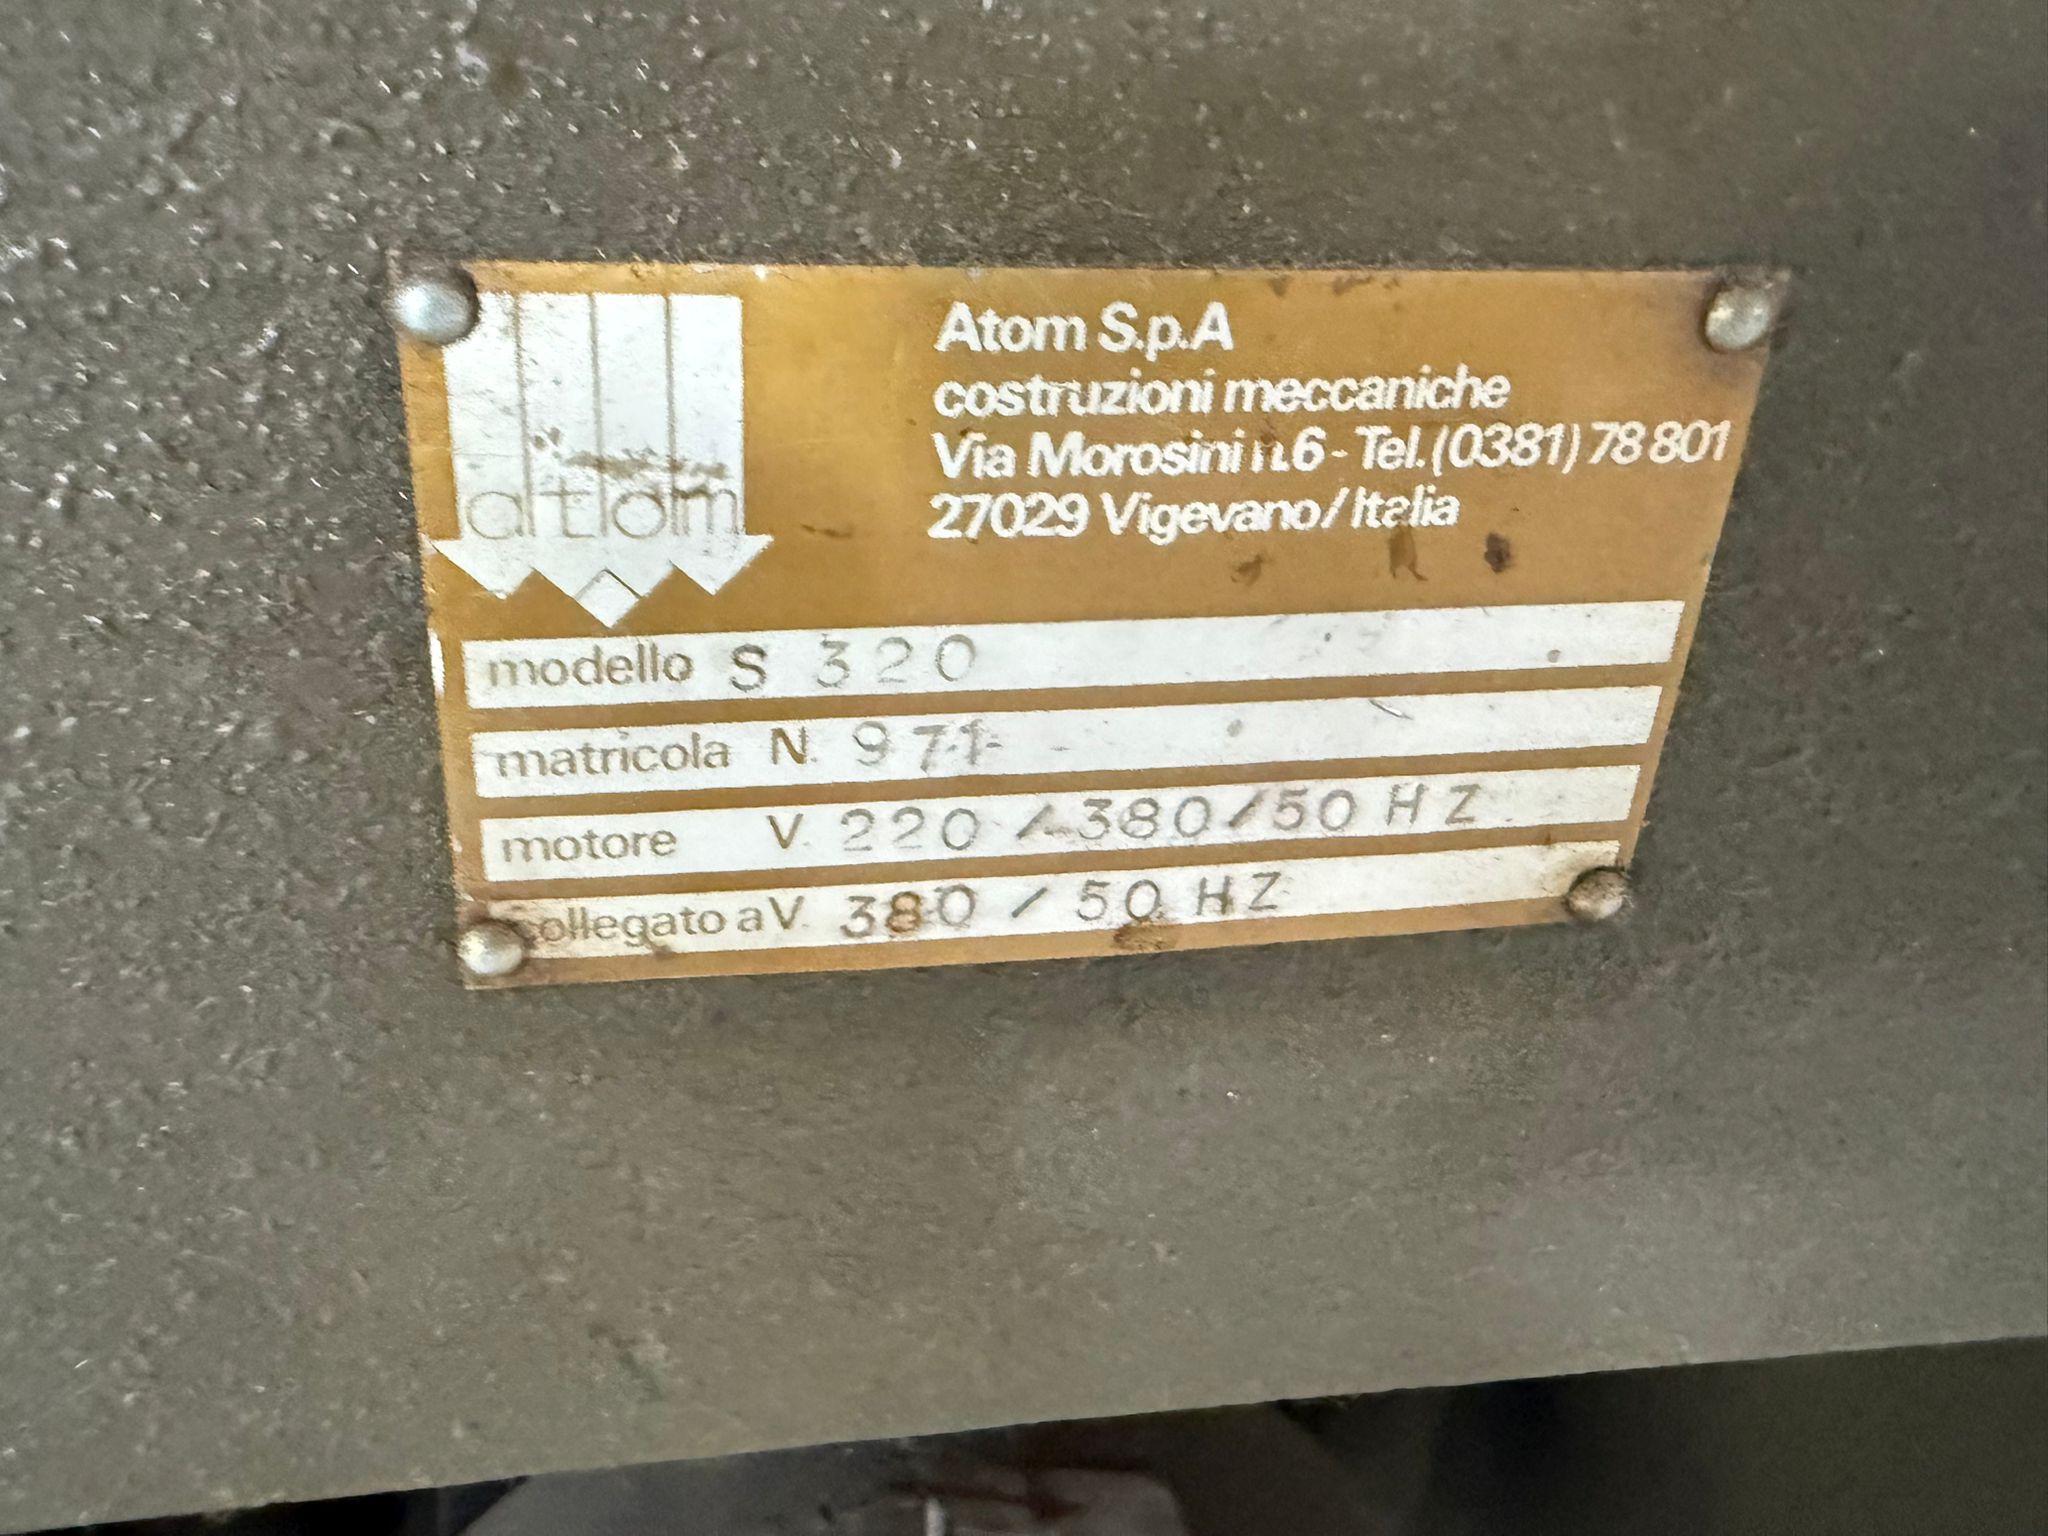 atom
Atom S.p.A
costruzioni meccaniche
Via Morosini n.6 - Tel. (0381) 78 801
27029 Vigevano/Italia
modello S 320
matricola N. 971
motore V. 220 / 380/50 HZ
collegato a V. 380 / 50 HZ